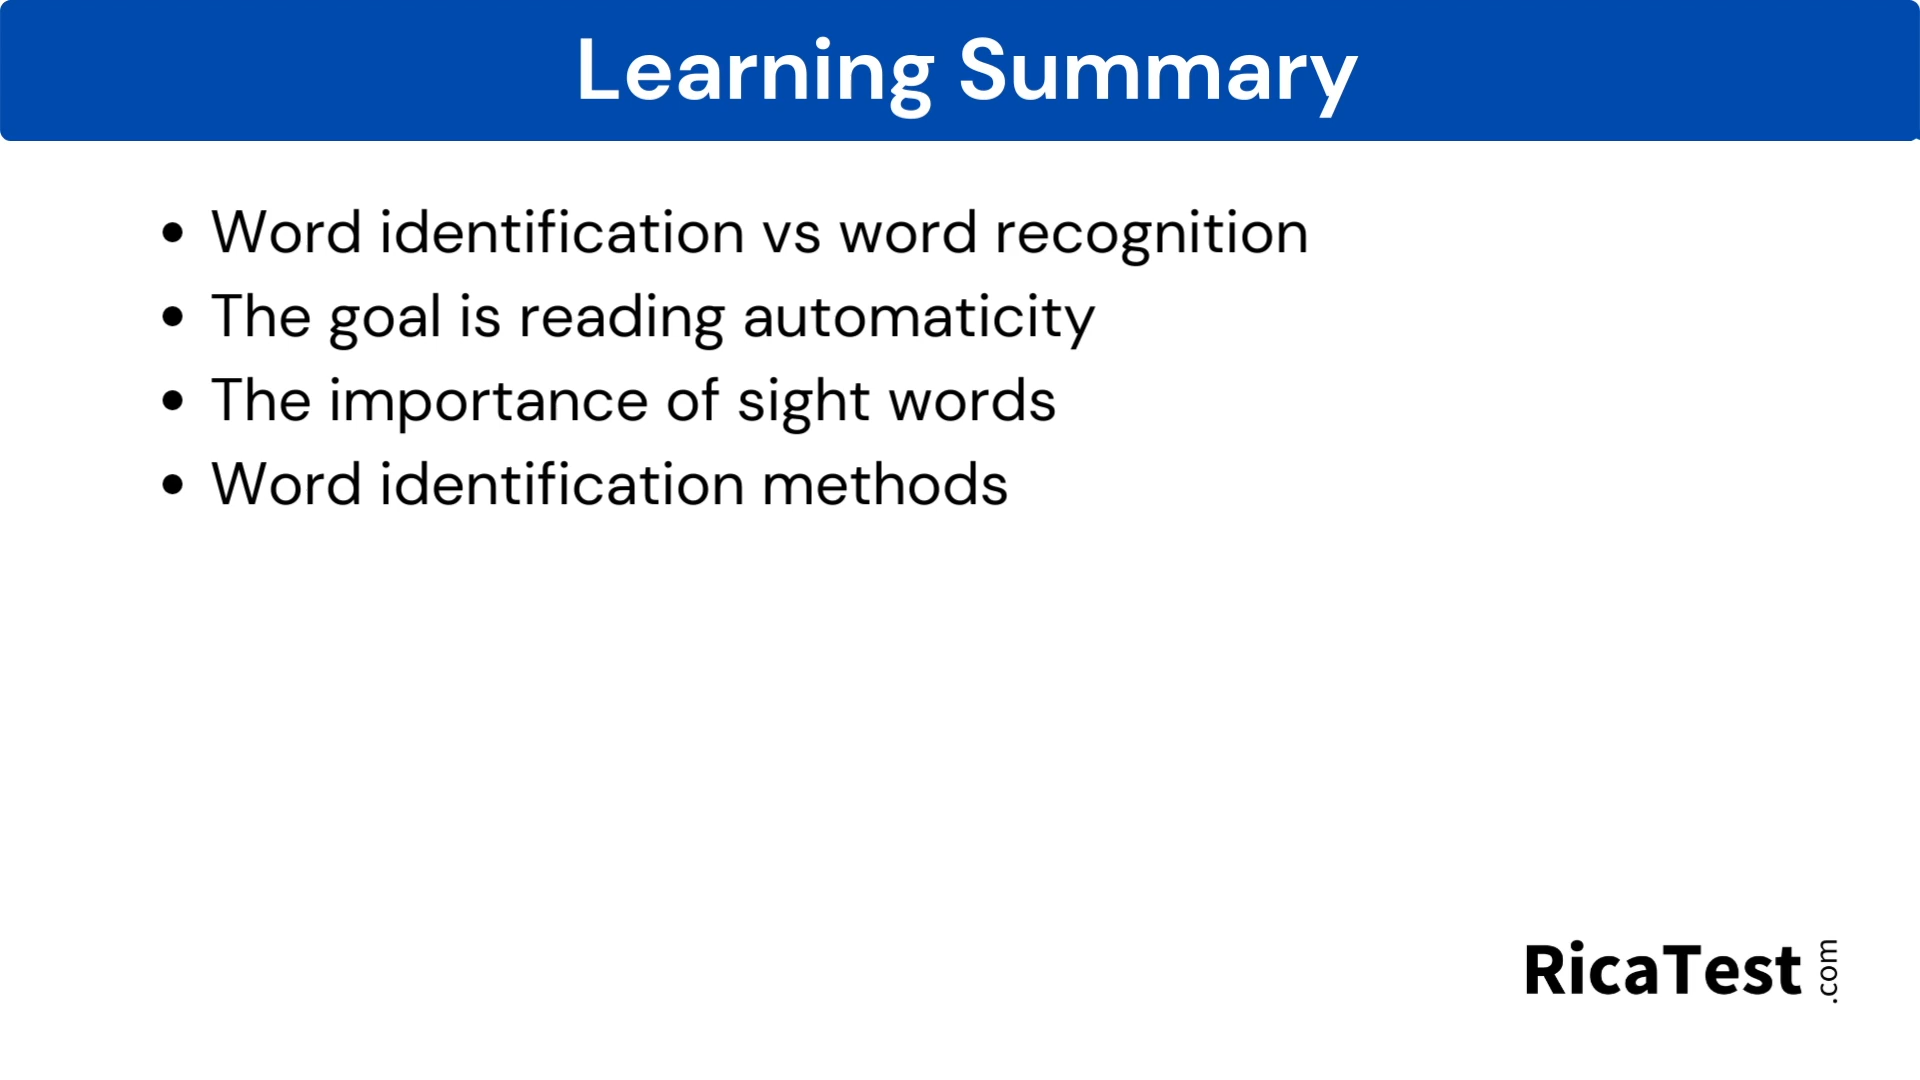 Learning Summary
• Word identification vs word recognition
• The goal is reading automaticity
• The importance of sight words
• Word identification methods
RicaTest.com